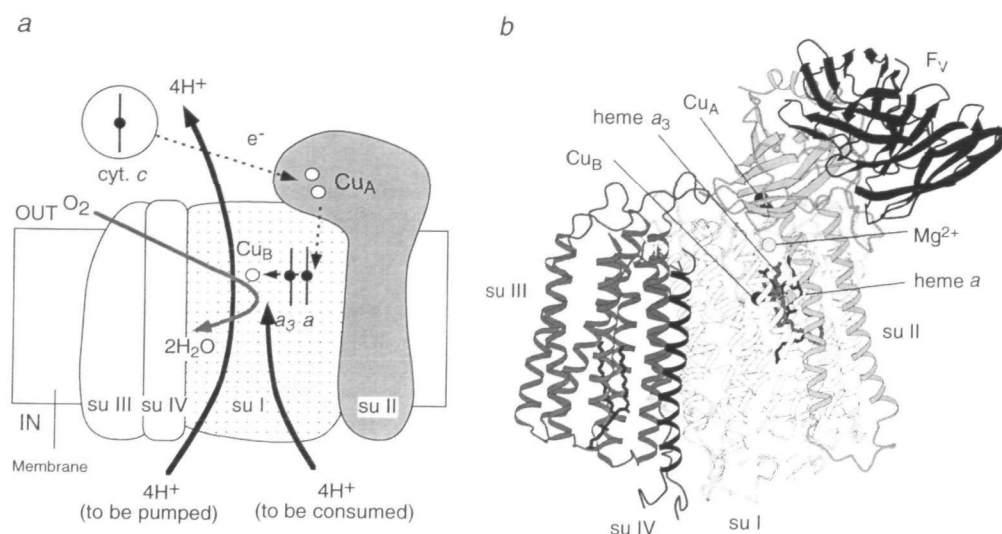 a
4H⁺
cyt. c
e⁻
CuA
OUT O₂
CuB
a₃ a
2H₂O
su III
su IV
su I
su II
IN
Membrane
4H⁺
(to be pumped)
4H⁺
(to be consumed)
b
FV
CuA
heme a₃
CuB
Mg²⁺
heme a
su III
su II
su IV
su I